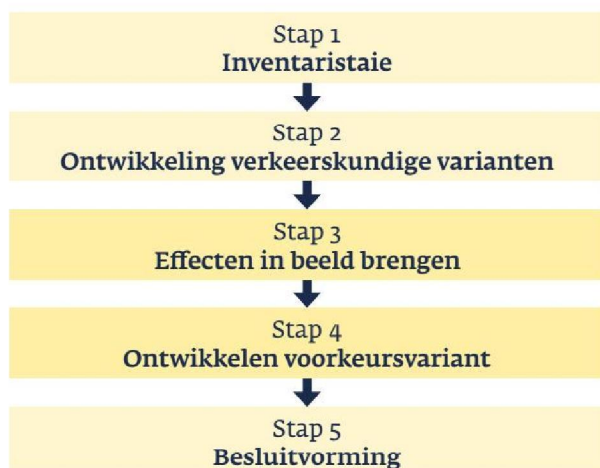 Stap 1
Inventaristaie
Stap 2
Ontwikkeling verkeerskundige varianten
Stap 3
Effecten in beeld brengen
Stap 4
Ontwikkelen voorkeursvariant
Stap 5
Besluitvorming